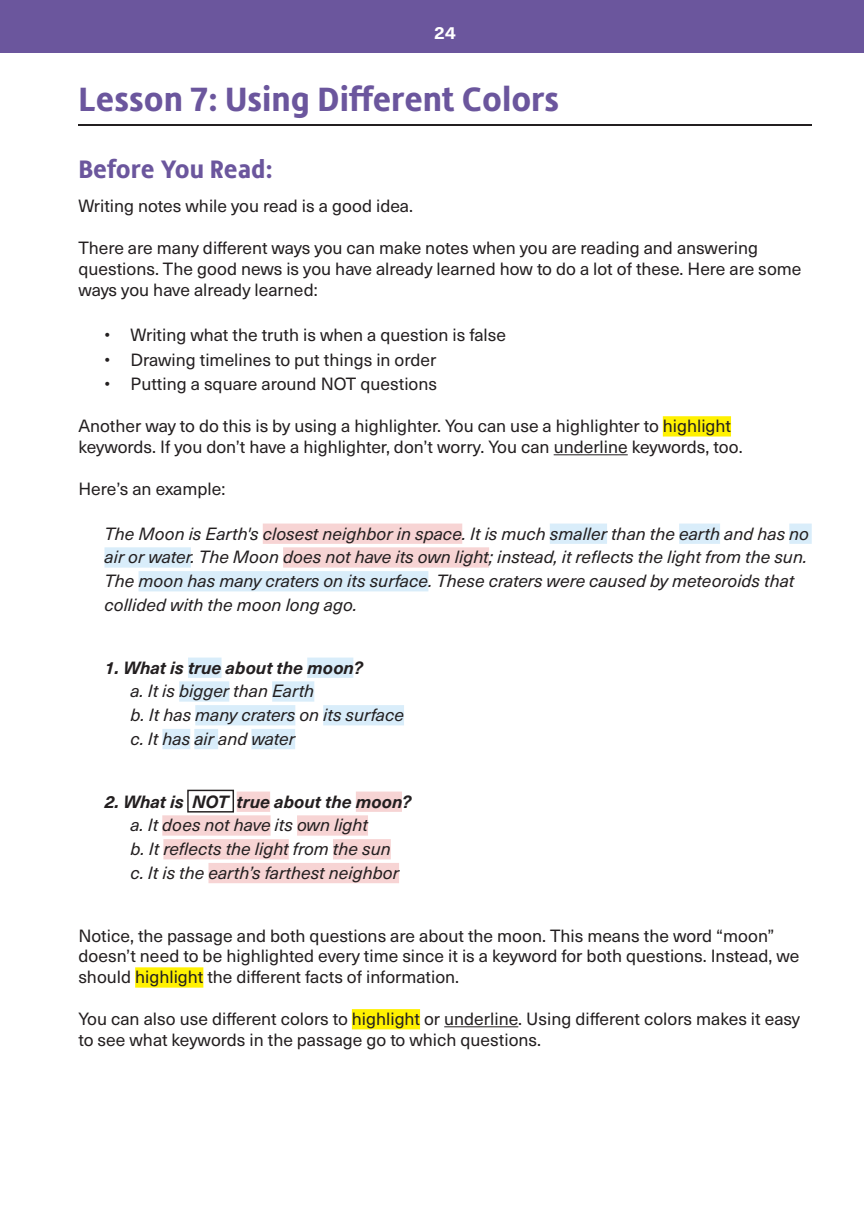 24
Lesson 7: Using Different Colors
Before You Read:
Writing notes while you read is a good idea.
There are many different ways you can make notes when you are reading and answering
questions. The good news is you have already learned how to do a lot of these. Here are some
ways you have already learned:
• Writing what the truth is when a question is false
• Drawing timelines to put things in order
• Putting a square around NOT questions
Another way to do this is by using a highlighter. You can use a highlighter to highlight
keywords. If you don’t have a highlighter, don’t worry. You can underline keywords, too.
Here’s an example:
The Moon is Earth's closest neighbor in space. It is much smaller than the earth and has no
air or water. The Moon does not have its own light; instead, it reflects the light from the sun.
The moon has many craters on its surface. These craters were caused by meteoroids that
collided with the moon long ago.
1. What is true about the moon?
a. It is bigger than Earth
b. It has many craters on its surface
c. It has air and water
2. What is NOT true about the moon?
a. It does not have its own light
b. It reflects the light from the sun
c. It is the earth’s farthest neighbor
Notice, the passage and both questions are about the moon. This means the word “moon”
doesn’t need to be highlighted every time since it is a keyword for both questions. Instead, we
should highlight the different facts of information.
You can also use different colors to highlight or underline. Using different colors makes it easy
to see what keywords in the passage go to which questions.